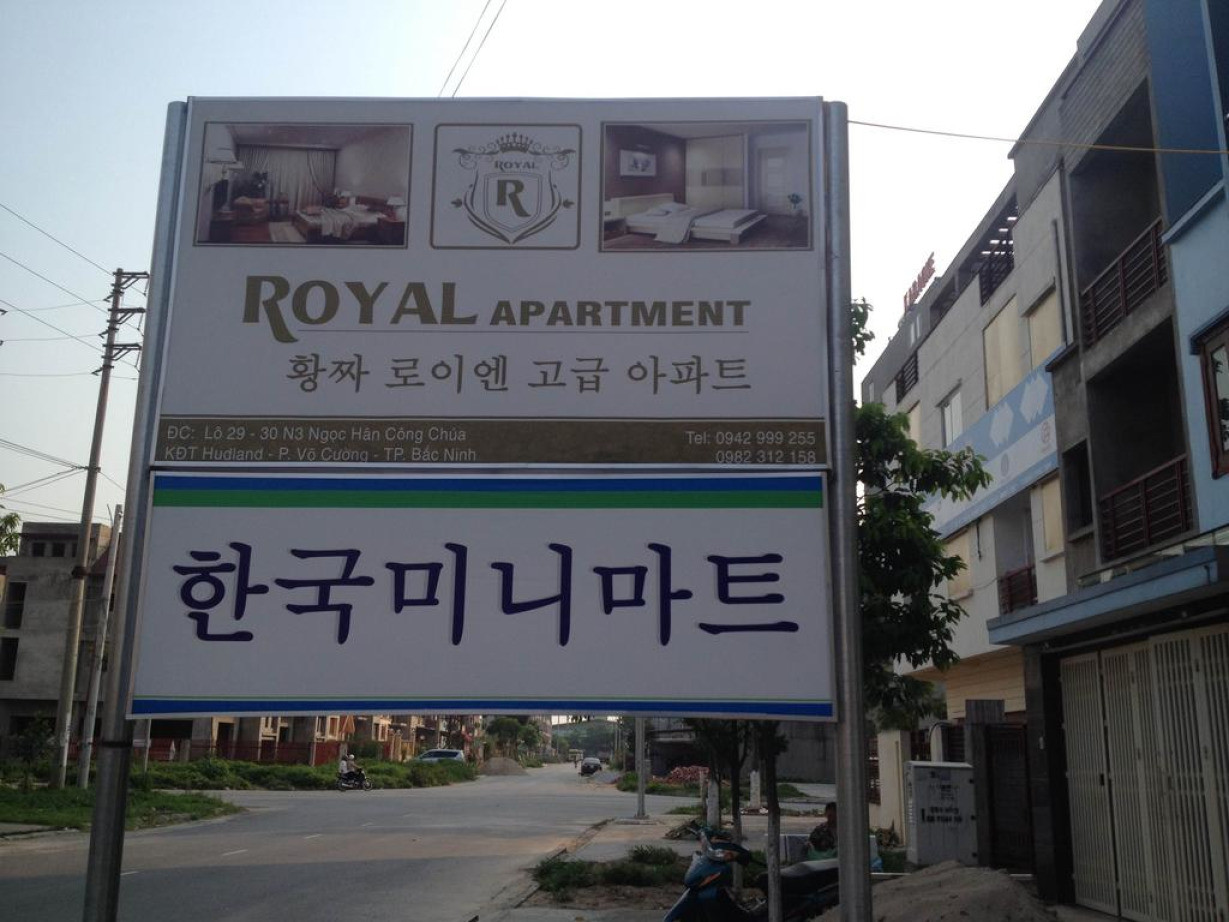 ROYAL
R
ROYAL APARTMENT
황짜 로이엔 고급 아파트
ĐC: Lô 29 - 30 N3 Ngọc Hân Công Chúa
KĐT Hudland - P. Võ Cường - TP. Bắc Ninh
Tel: 0942 999 255
0982 312 158
한국미니마트